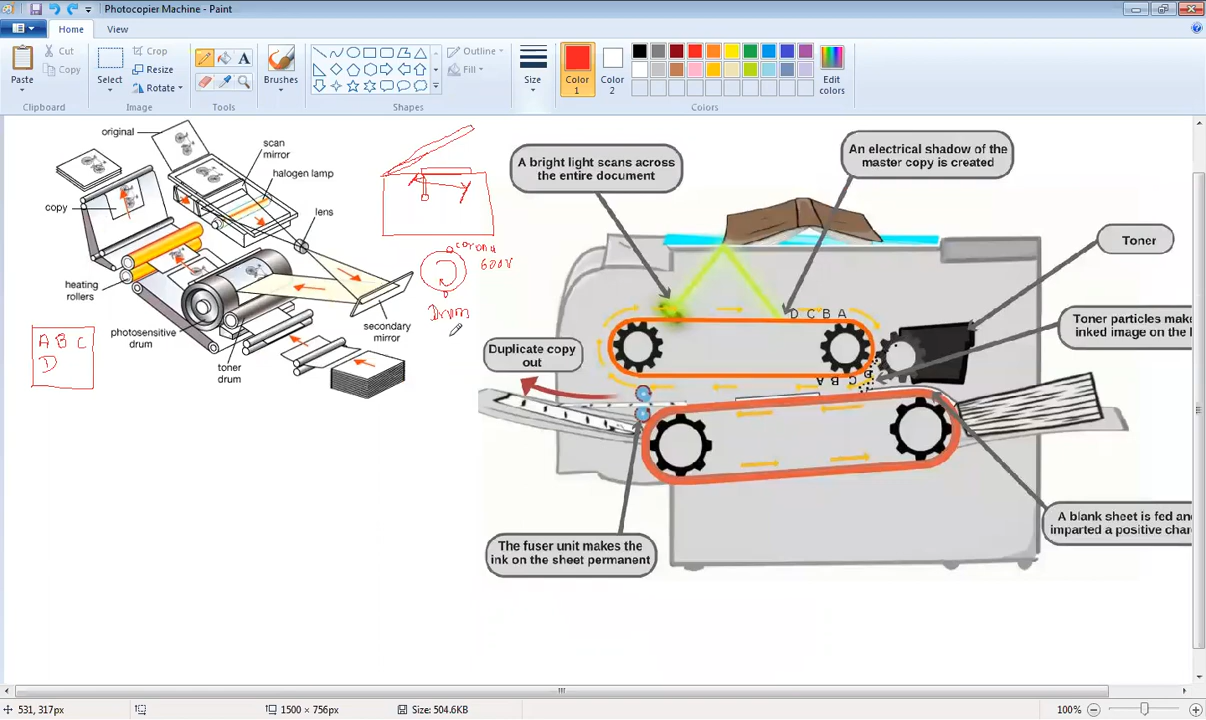 Photocopier Machine - Paint
Home
View
Paste
Cut
Copy
Clipboard
Select
Crop
Resize
Rotate
Image
A
Tools
Brushes
Shapes
Outline
Fill
Size
Color
1
Color
2
Edit
colors
Colors
original
scan
mirror
halogen lamp
lens
copy
heating
rollers
photosensitive
drum
toner
drum
secondary
mirror
A B C
D
corona
600V
Drum
A bright light scans across
the entire document
An electrical shadow of the
master copy is created
Toner
Toner particles make
inked image on the
D C B A
A B C D
Duplicate copy
out
The fuser unit makes the
ink on the sheet permanent
A blank sheet is fed and
imparted a positive
531, 317px
1500 × 756px
Size: 504.6KB
100%